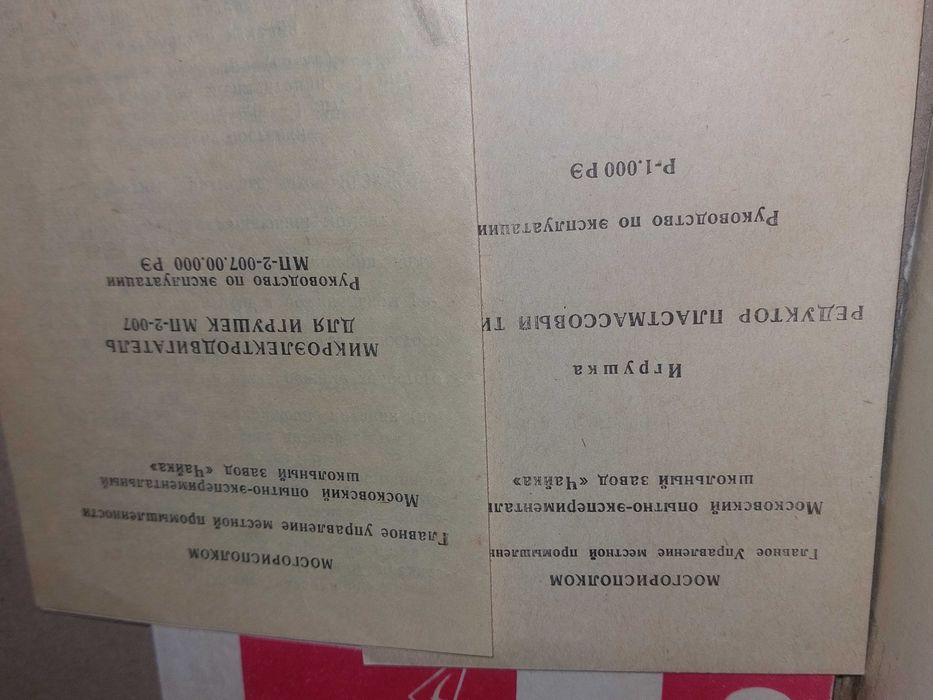 МОСГОРИСПОЛКОМ
Главное управление местной промышленности
Московский опытно-экспериментальный
школьный завод «Чайка»
МИКРОЭЛЕКТРОДВИГАТЕЛЬ
ДЛЯ ИГРУШЕК МП-2-007
Руководство по эксплуатации
МП-2-007.00.000 РЭ
МОСГОРИСПОЛКОМ
Главное Управление местной промышлен
Московский опытно-эксперименталь
школьный завод «Чайка»
Игрушка
РЕДУКТОР ПЛАСТМАССОВЫЙ ТИ
Руководство по эксплуатации
Р-1.000 РЭ